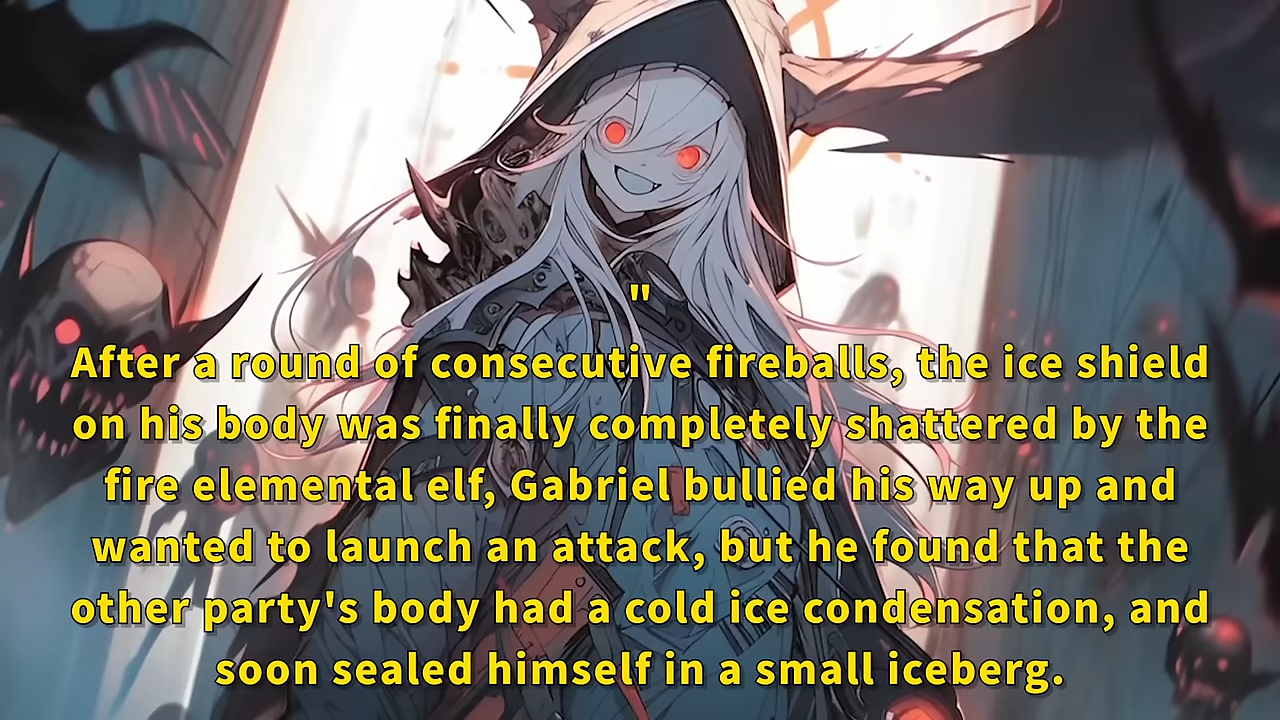 "
After a round of consecutive fireballs, the ice shield
on his body was finally completely shattered by the
fire elemental elf, Gabriel bullied his way up and
wanted to launch an attack, but he found that the
other party's body had a cold ice condensation, and
soon sealed himself in a small iceberg.